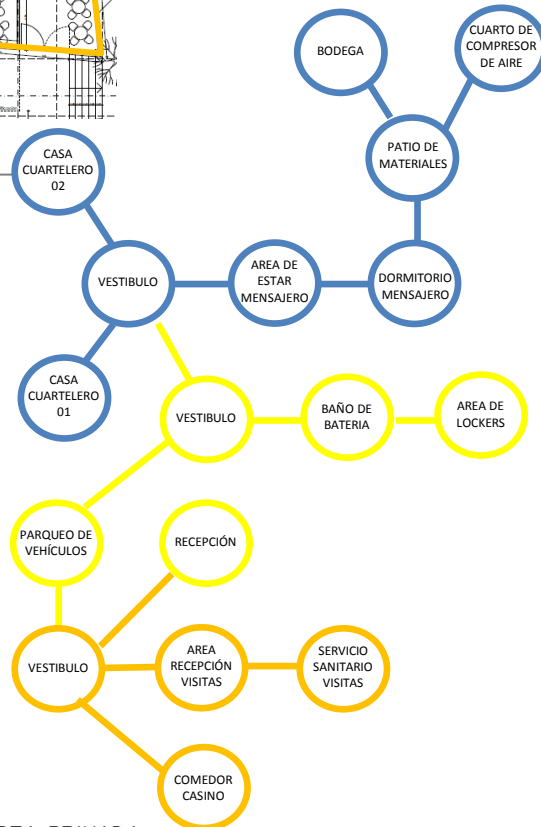 BODEGA
CUARTO DE
COMPRESOR
DE AIRE
CASA
CUARTELERO
02
PATIO DE
MATERIALES
VESTIBULO
AREA DE
ESTAR
MENSAJERO
DORMITORIO
MENSAJERO
CASA
CUARTELERO
01
VESTIBULO
BAÑO DE
BATERIA
AREA DE
LOCKERS
PARQUEO DE
VEHÍCULOS
RECEPCIÓN
VESTIBULO
AREA
RECEPCIÓN
VISITAS
SERVICIO
SANITARIO
VISITAS
COMEDOR
CASINO